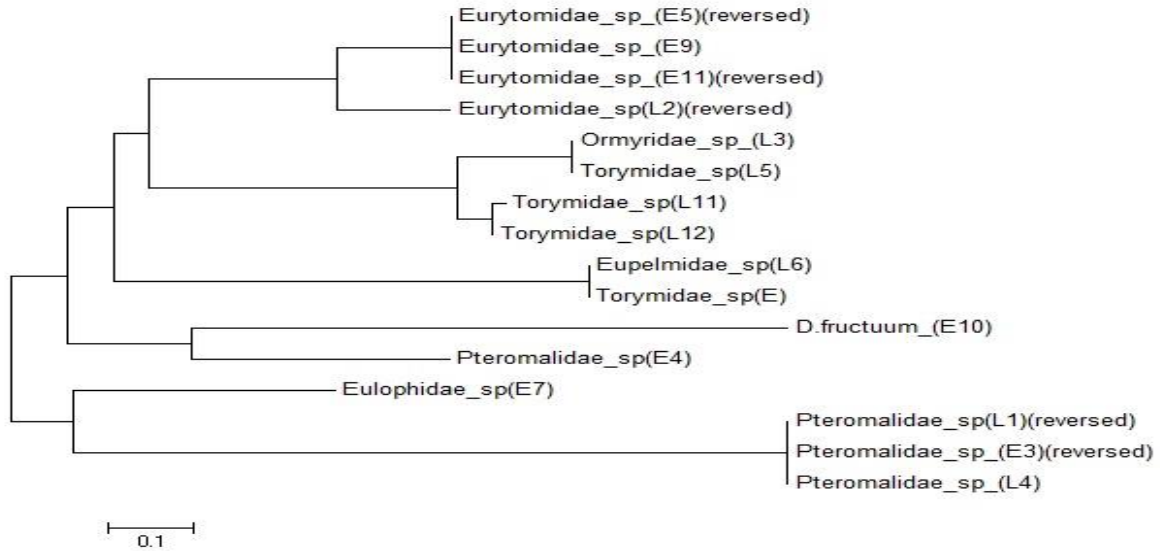 Eurytomidae_sp_(E5)(reversed)
Eurytomidae_sp_(E9)
Eurytomidae_sp_(E11)(reversed)
Eurytomidae_sp(L2)(reversed)
Ormyridae_sp_(L3)
Torymidae_sp(L5)
Torymidae_sp(L11)
Torymidae_sp(L12)
Eupelmidae_sp(L6)
Torymidae_sp(E)
D.fructuum_(E10)
Pteromalidae_sp(E4)
Eulophidae_sp(E7)
Pteromalidae_sp(L1)(reversed)
Pteromalidae_sp_(E3)(reversed)
Pteromalidae_sp_(L4)
0.1